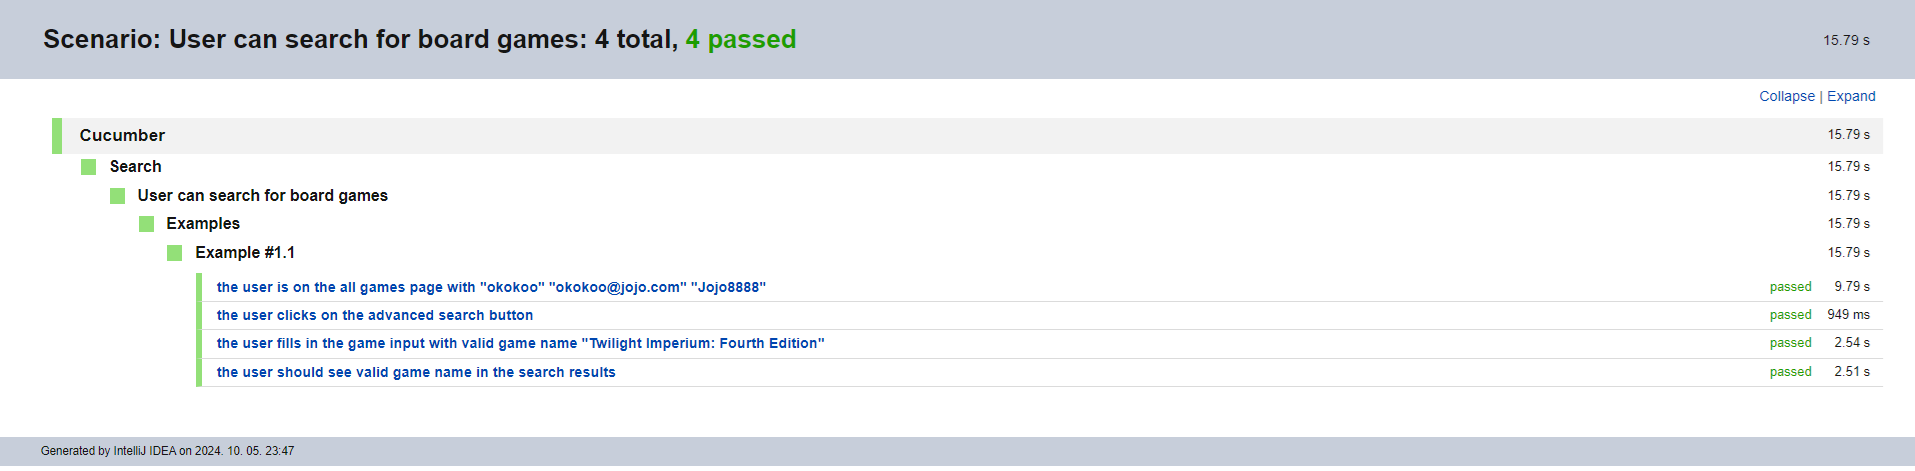 Scenario: User can search for board games: 4 total, 4 passed 15.79 s
Collapse | Expand
Cucumber 15.79 s
Search 15.79 s
User can search for board games 15.79 s
Examples 15.79 s
Example #1.1 15.79 s
the user is on the all games page with "okokoo" "okokoo@jojo.com" "Jojo8888" passed 9.79 s
the user clicks on the advanced search button passed 949 ms
the user fills in the game input with valid game name "Twilight Imperium: Fourth Edition" passed 2.54 s
the user should see valid game name in the search results passed 2.51 s
Generated by IntelliJ IDEA on 2024. 10. 05. 23:47